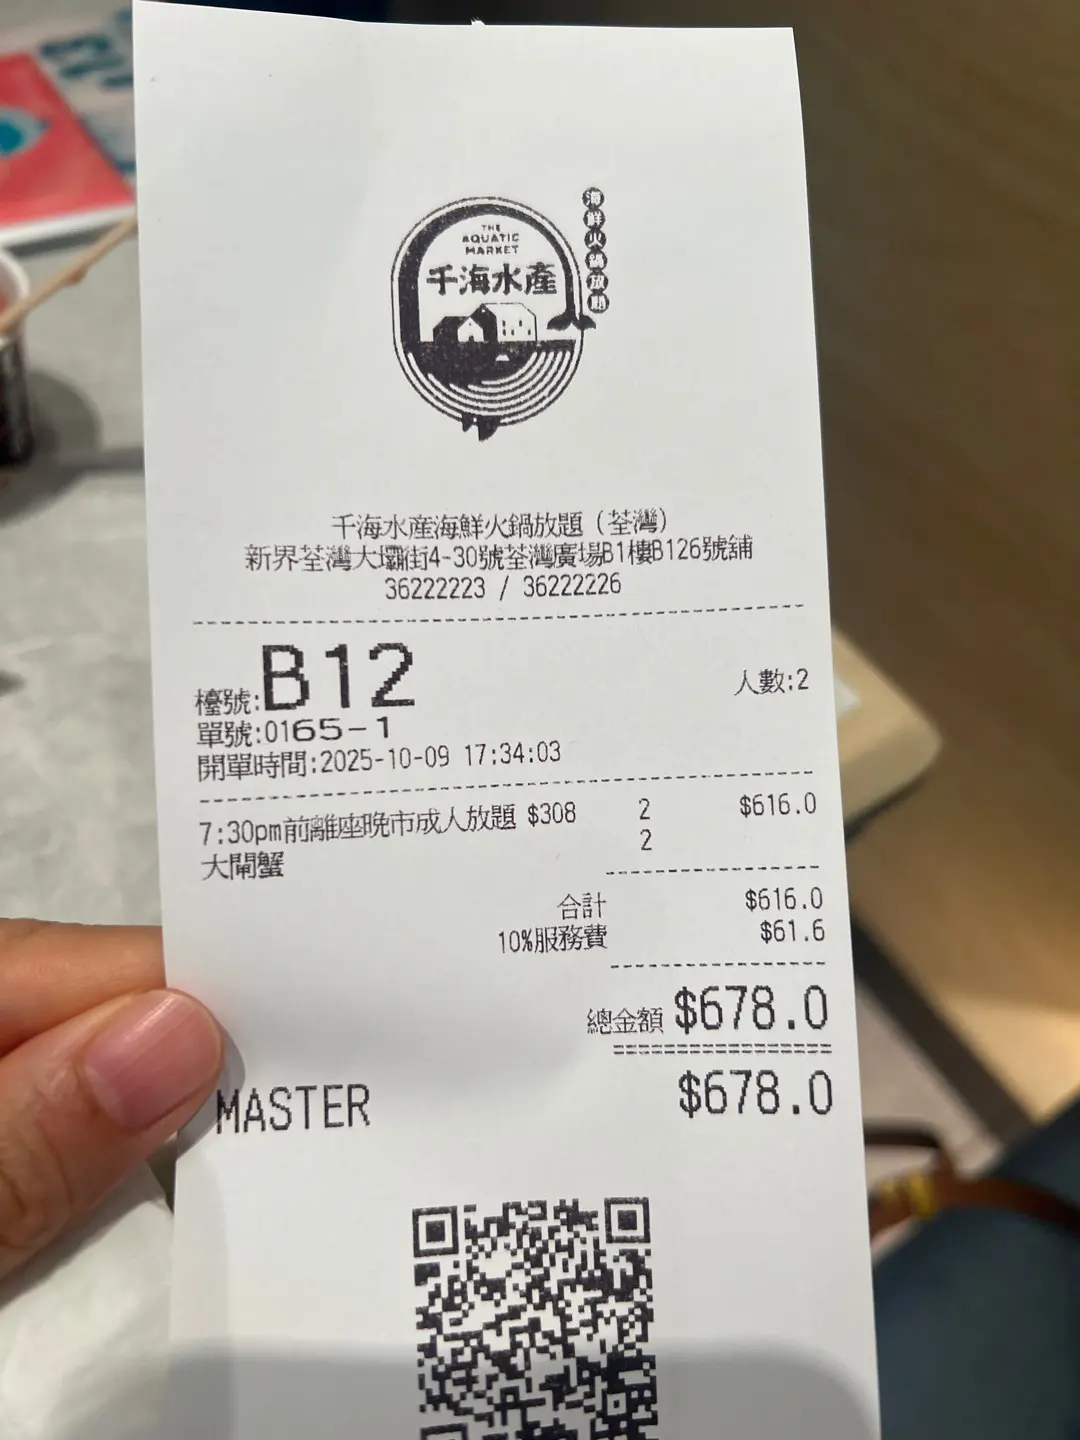 THE
AQUATIC
MARKET
千海水產
海鮮火鍋放題
千海水產海鮮火鍋放題（荃灣）
新界荃灣大壩街4-30號荃灣廣場B1樓B126號舖
36222223 / 36222226
檯號:B12
人數:2
單號:0165-1
開單時間:2025-10-09 17:34:03
7:30pm前離座晚市成人放題 $308 2 $616.0
大閘蟹 2
合計 $616.0
10%服務費 $61.6
總金額 $678.0
MASTER $678.0